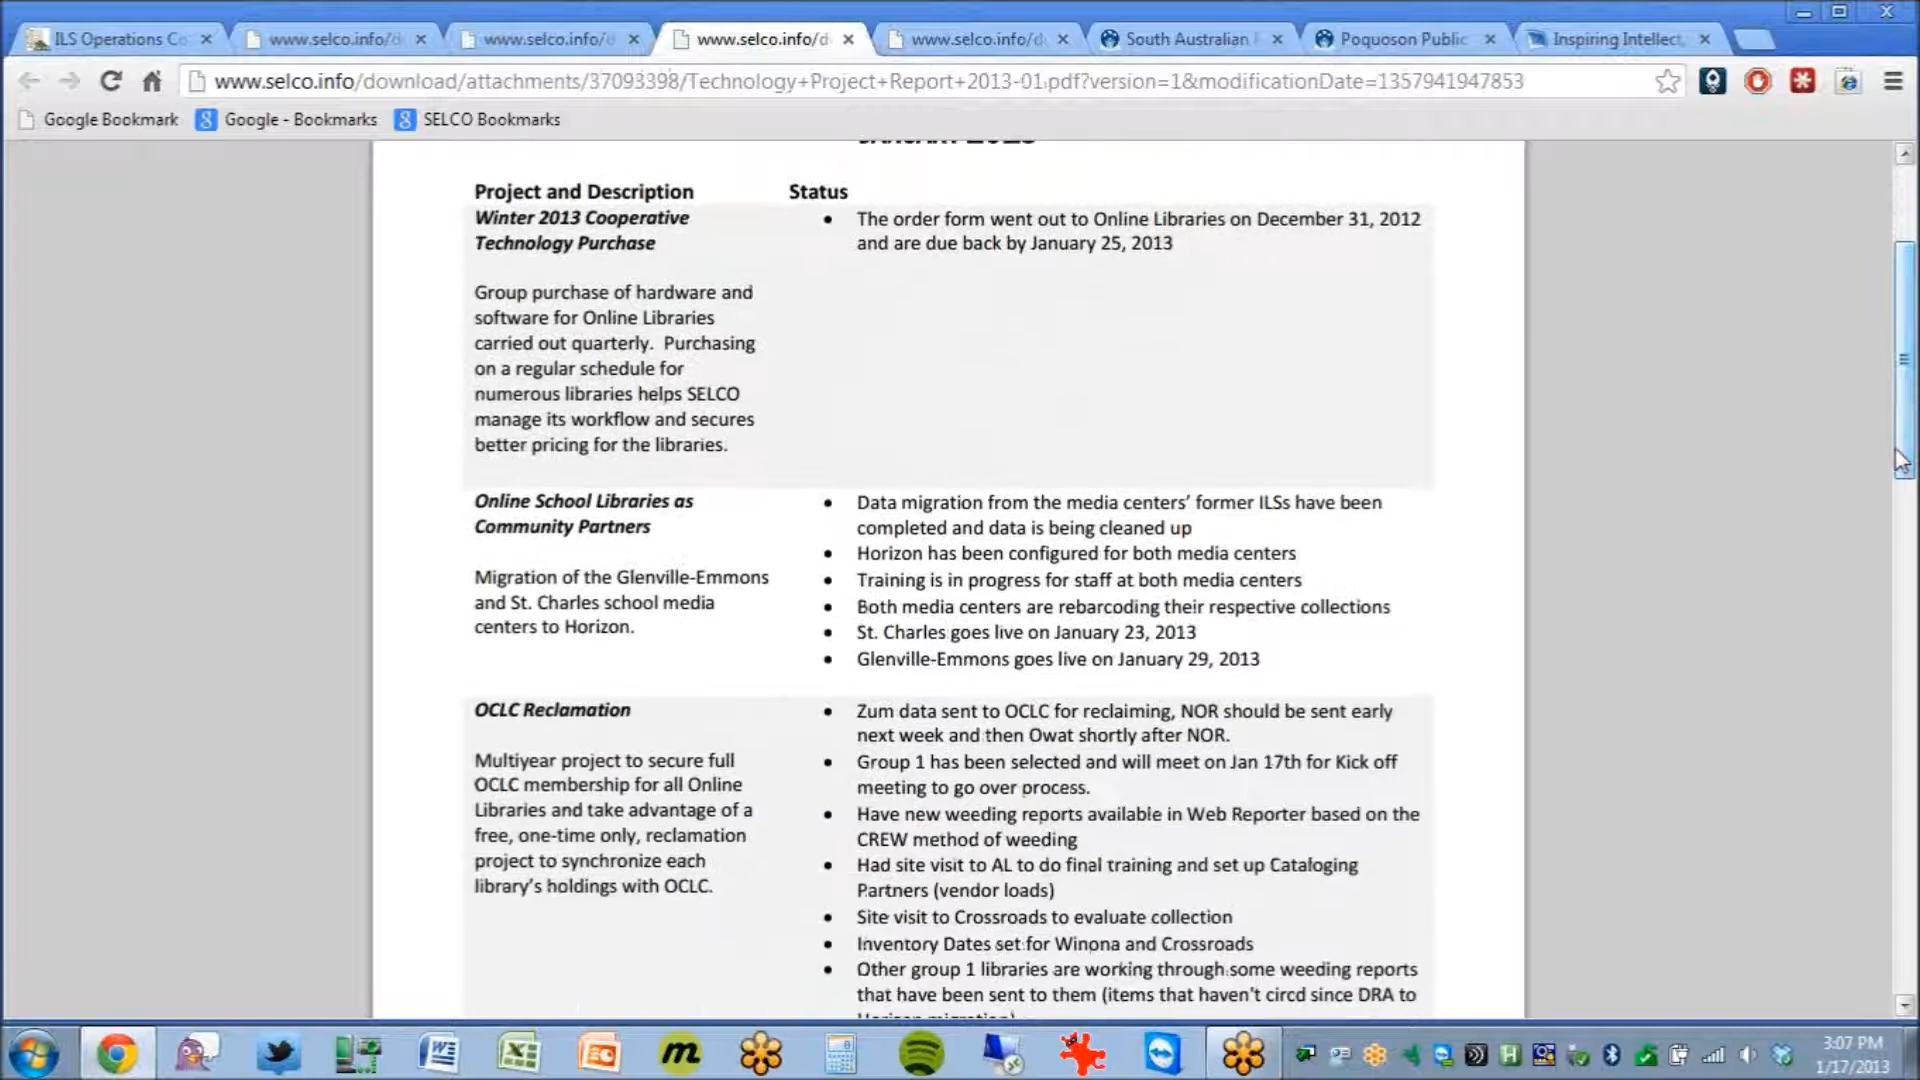 ILS Operations Co
www.selco.info/d
www.selco.info/d
www.selco.info/d
South Australian
Poquoson Public
Inspiring Intellect
www.selco.info/download/attachments/37093398/Technology+Project+Report+2013-01.pdf?version=1&modificationDate=1357941947853
Google Bookmark
Google - Bookmarks
SELCO Bookmarks
Project and Description
Status
Winter 2013 Cooperative
Technology Purchase
Group purchase of hardware and
software for Online Libraries
carried out quarterly. Purchasing
on a regular schedule for
numerous libraries helps SELCO
manage its workflow and secures
better pricing for the libraries.
• The order form went out to Online Libraries on December 31, 2012
and are due back by January 25, 2013
Online School Libraries as
Community Partners
Migration of the Glenville-Emmons
and St. Charles school media
centers to Horizon.
• Data migration from the media centers' former ILSs have been
completed and data is being cleaned up
• Horizon has been configured for both media centers
• Training is in progress for staff at both media centers
• Both media centers are rebarcoding their respective collections
• St. Charles goes live on January 23, 2013
• Glenville-Emmons goes live on January 29, 2013
OCLC Reclamation
Multiyear project to secure full
OCLC membership for all Online
Libraries and take advantage of a
free, one-time only, reclamation
project to synchronize each
library's holdings with OCLC.
• Zum data sent to OCLC for reclaiming, NOR should be sent early
next week and then Owat shortly after NOR.
• Group 1 has been selected and will meet on Jan 17th for Kick off
meeting to go over process.
• Have new weeding reports available in Web Reporter based on the
CREW method of weeding
• Had site visit to AL to do final training and set up Cataloging
Partners (vendor loads)
• Site visit to Crossroads to evaluate collection
• Inventory Dates set for Winona and Crossroads
• Other group 1 libraries are working through some weeding reports
that have been sent to them (items that haven't circd since DRA to
3:07 PM
1/17/2013